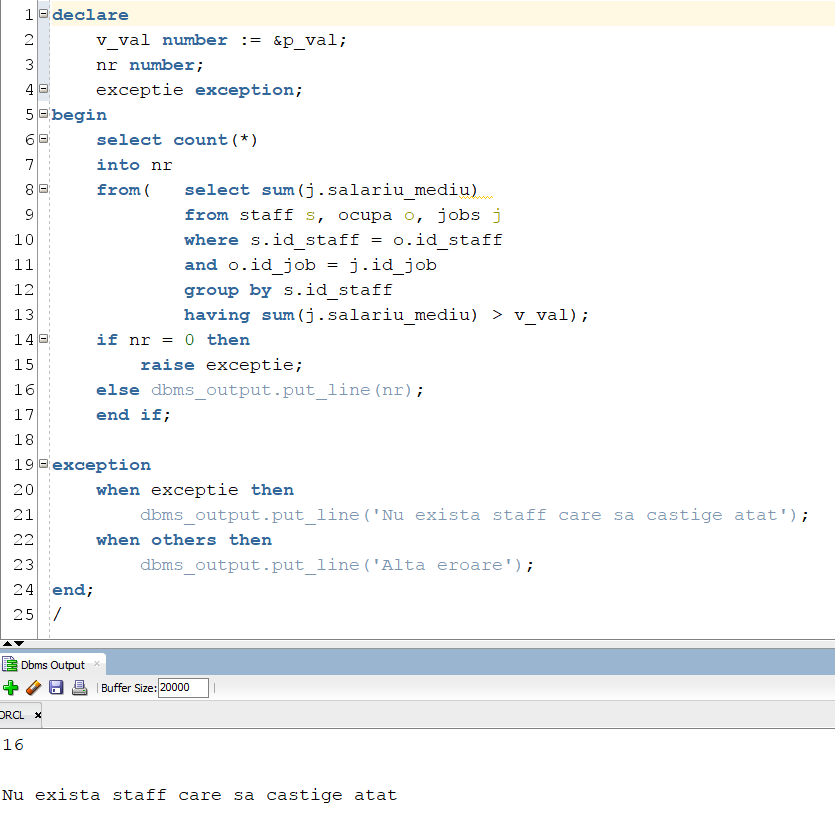 1 declare
2 v_val number := &p_val;
3 nr number;
4 exceptie exception;
5 begin
6 select count(*)
7 into nr
8 from( select sum(j.salariu_mediu)
9 from staff s, ocupa o, jobs j
10 where s.id_staff = o.id_staff
11 and o.id_job = j.id_job
12 group by s.id_staff
13 having sum(j.salariu_mediu) > v_val);
14 if nr = 0 then
15 raise exceptie;
16 else dbms_output.put_line(nr);
17 end if;
18
19 exception
20 when exceptie then
21 dbms_output.put_line('Nu exista staff care sa castige atat');
22 when others then
23 dbms_output.put_line('Alta eroare');
24 end;
25 /
Dbms Output ×
Buffer Size: 20000
ORCL ×
16
Nu exista staff care sa castige atat